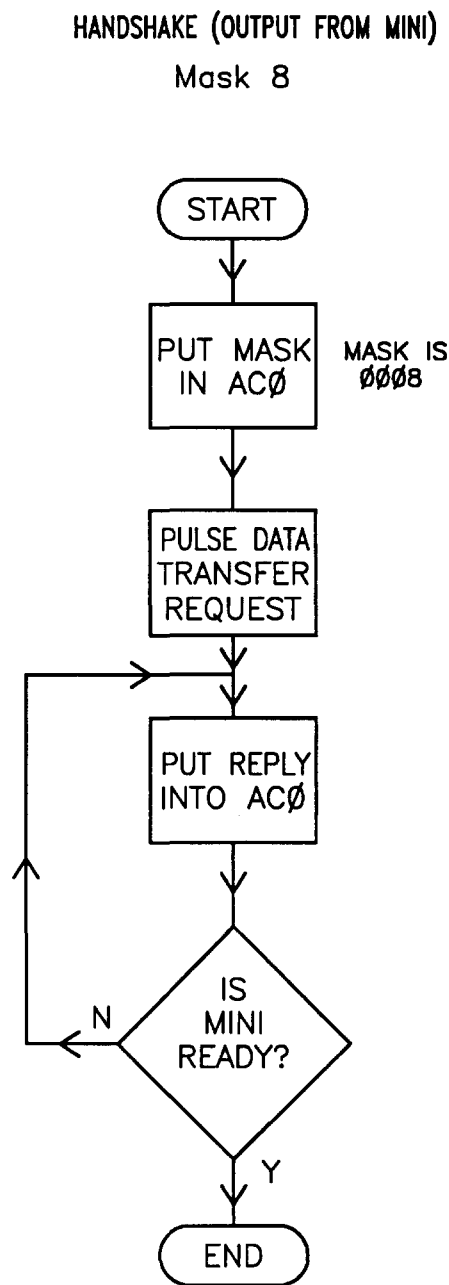 HANDSHAKE (OUTPUT FROM MINI)
Mask 8
START
PUT MASK
IN ACØ
MASK IS
ØØØ8
PULSE DATA
TRANSFER
REQUEST
PUT REPLY
INTO ACØ
IS
MINI
READY?
N
Y
END